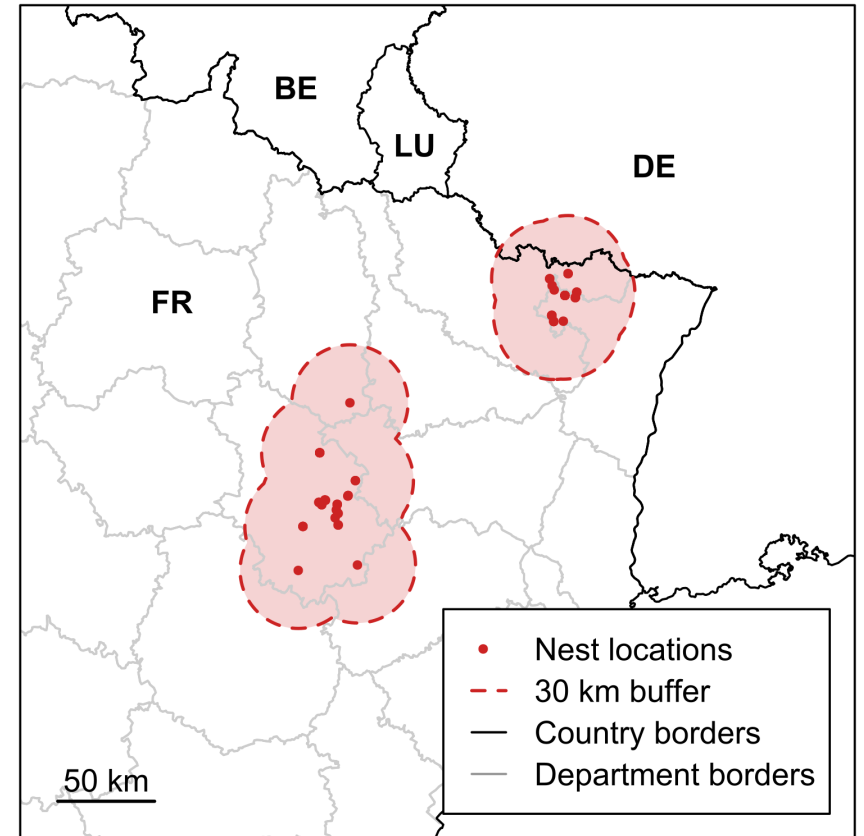 BE
LU
DE
FR
Nest locations
30 km buffer
Country borders
Department borders
50 km